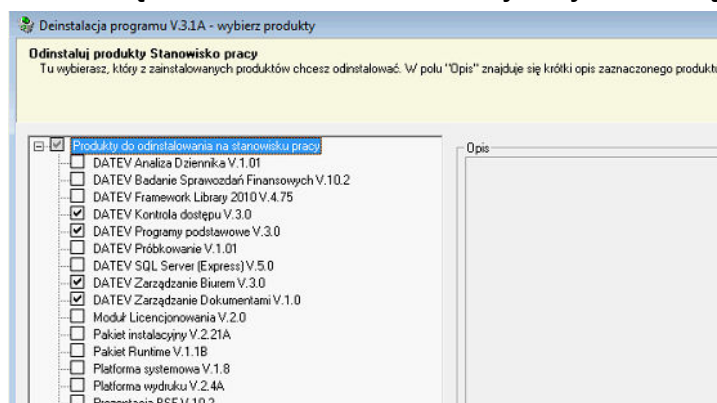 Deinstalacja programu V.3.1A - wybierz produkty
Odinstaluj produkty Stanowisko pracy
Tu wybierasz, który z zainstalowanych produktów chcesz odinstalować. W polu "Opis" znajduje się krótki opis zaznaczonego produktu
Produkty do odinstalowania na stanowisku pracy
Opis
DATEV Analiza Dziennika V.1.01
DATEV Badanie Sprawozdań Finansowych V.10.2
DATEV Framework Library 2010 V.4.75
DATEV Kontrola dostępu V.3.0
DATEV Programy podstawowe V.3.0
DATEV Próbkowanie V.1.01
DATEV SQL Server (Express) V.5.0
DATEV Zarządzanie Biurem V.3.0
DATEV Zarządzanie Dokumentami V.1.0
Moduł Licencjonowania V.2.0
Pakiet instalacyjny V.2.21A
Pakiet Runtime V.1.1B
Platforma systemowa V.1.8
Platforma wydruku V.2.4A